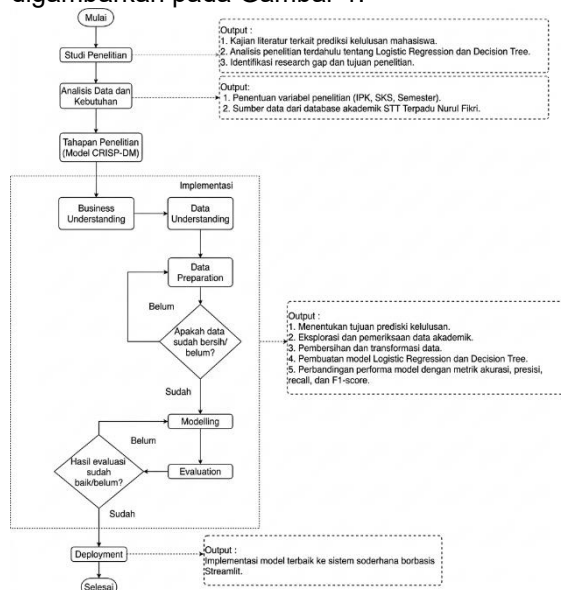 digambarkan pada Gambar 1.
Mulai
Studi Penelitian
Output :
1. Kajian literatur terkait prediksi kelulusan mahasiswa.
2. Analisis penelitian terdahulu tentang Logistic Regression dan Decision Tree.
3. Identifikasi research gap dan tujuan penelitian.
Analisis Data dan
Kebutuhan
Output:
1. Penentuan variabel penelitian (IPK, SKS, Semester).
2. Sumber data dari database akademik STT Terpadu Nurul Fikri.
Tahapan Penelitian
(Model CRISP-DM)
Implementasi
Business
Understanding
Data
Understanding
Data
Preparation
Belum
Apakah data
sudah bersih/
belum?
Sudah
Output :
1. Menentukan tujuan prediski kelulusan.
2. Eksplorasi dan pemeriksaan data akademik.
3. Pembersihan dan transformasi data.
4. Pembuatan model Logistic Regression dan Decision Tree.
5. Perbandingan performa model dengan metrik akurasi, presisi,
recall, dan F1-score.
Modelling
Belum
Hasil evaluasi
sudah
baik/belum?
Evaluation
Sudah
Deployment
Output :
Implementasi model terbaik ke sistem soderhana borbasis
Streamlit.
Selesai